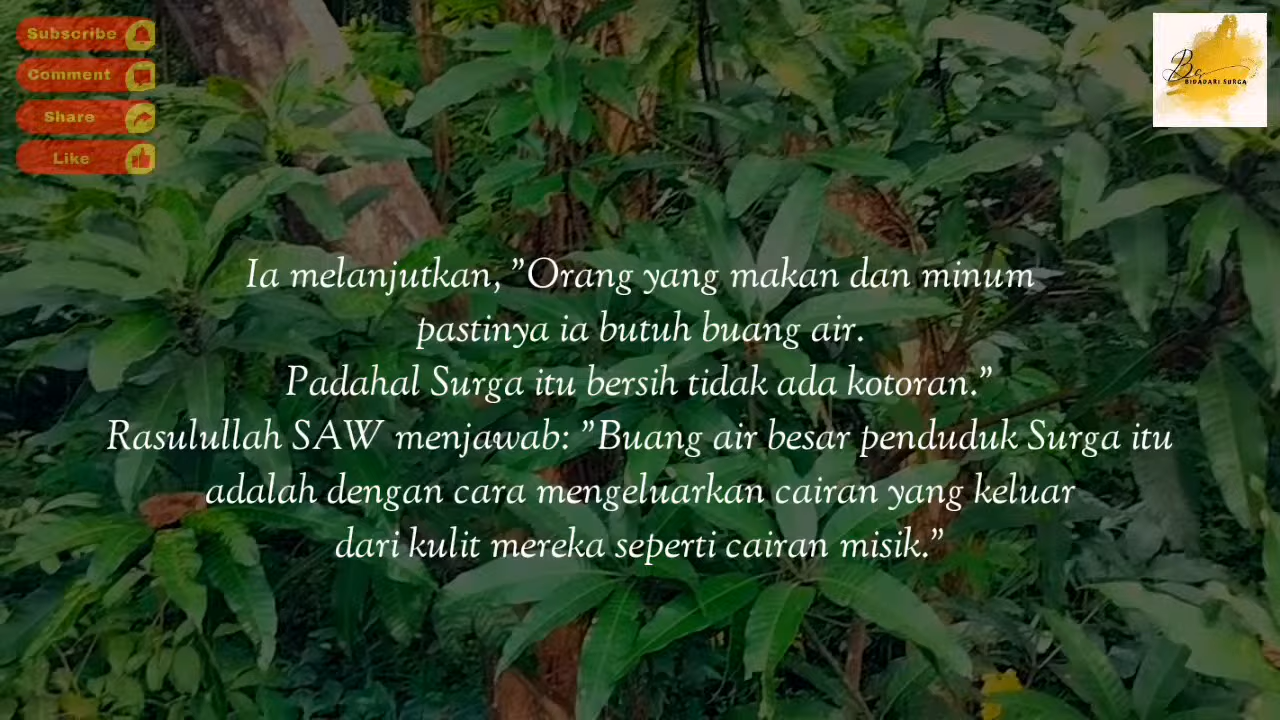 Subscribe
Comment
Share
Like
Be
BIDADARI SURGA
Ia melanjutkan, ”Orang yang makan dan minum
pastinya ia butuh buang air.
Padahal Surga itu bersih tidak ada kotoran.”
Rasulullah SAW menjawab: ”Buang air besar penduduk Surga itu
adalah dengan cara mengeluarkan cairan yang keluar
dari kulit mereka seperti cairan misik.”